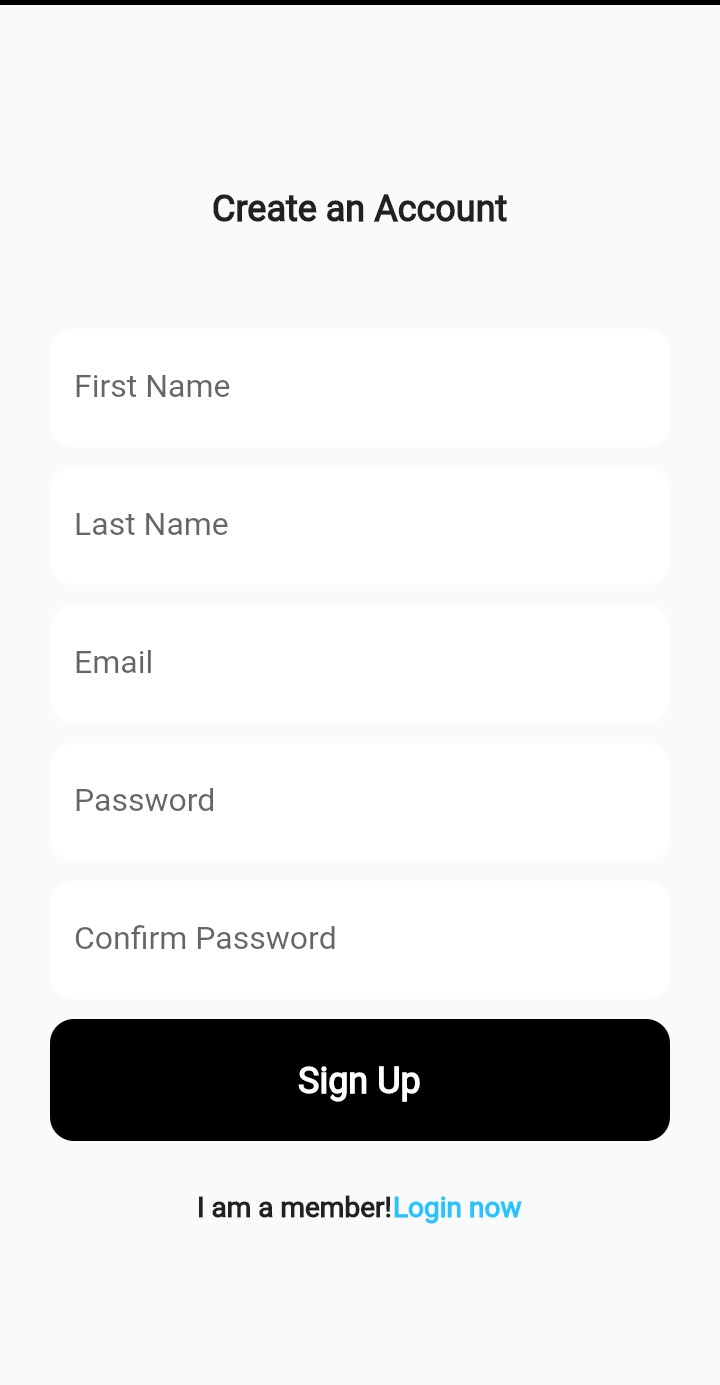 Create an Account
First Name
Last Name
Email
Password
Confirm Password
Sign Up
I am a member!Login now